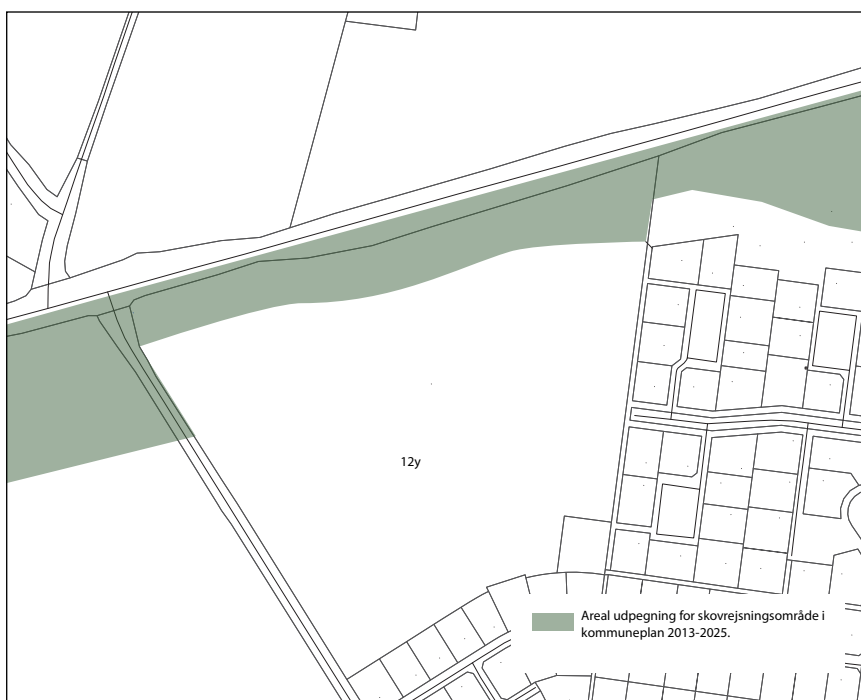 12y
Areal udpegning for skovrejsningsområde i
kommuneplan 2013-2025.